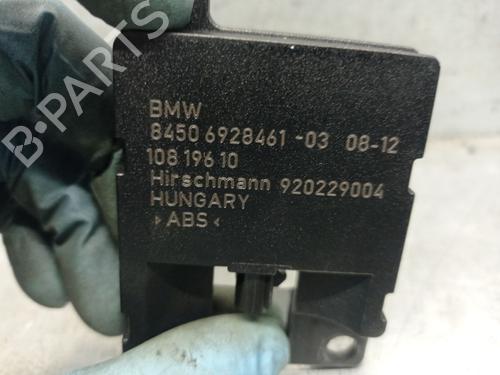 BMW
8450 6928461 -03 08-12
108 196 10
Hirschmann 920229004
HUNGARY
>ABS<
B-PARTS